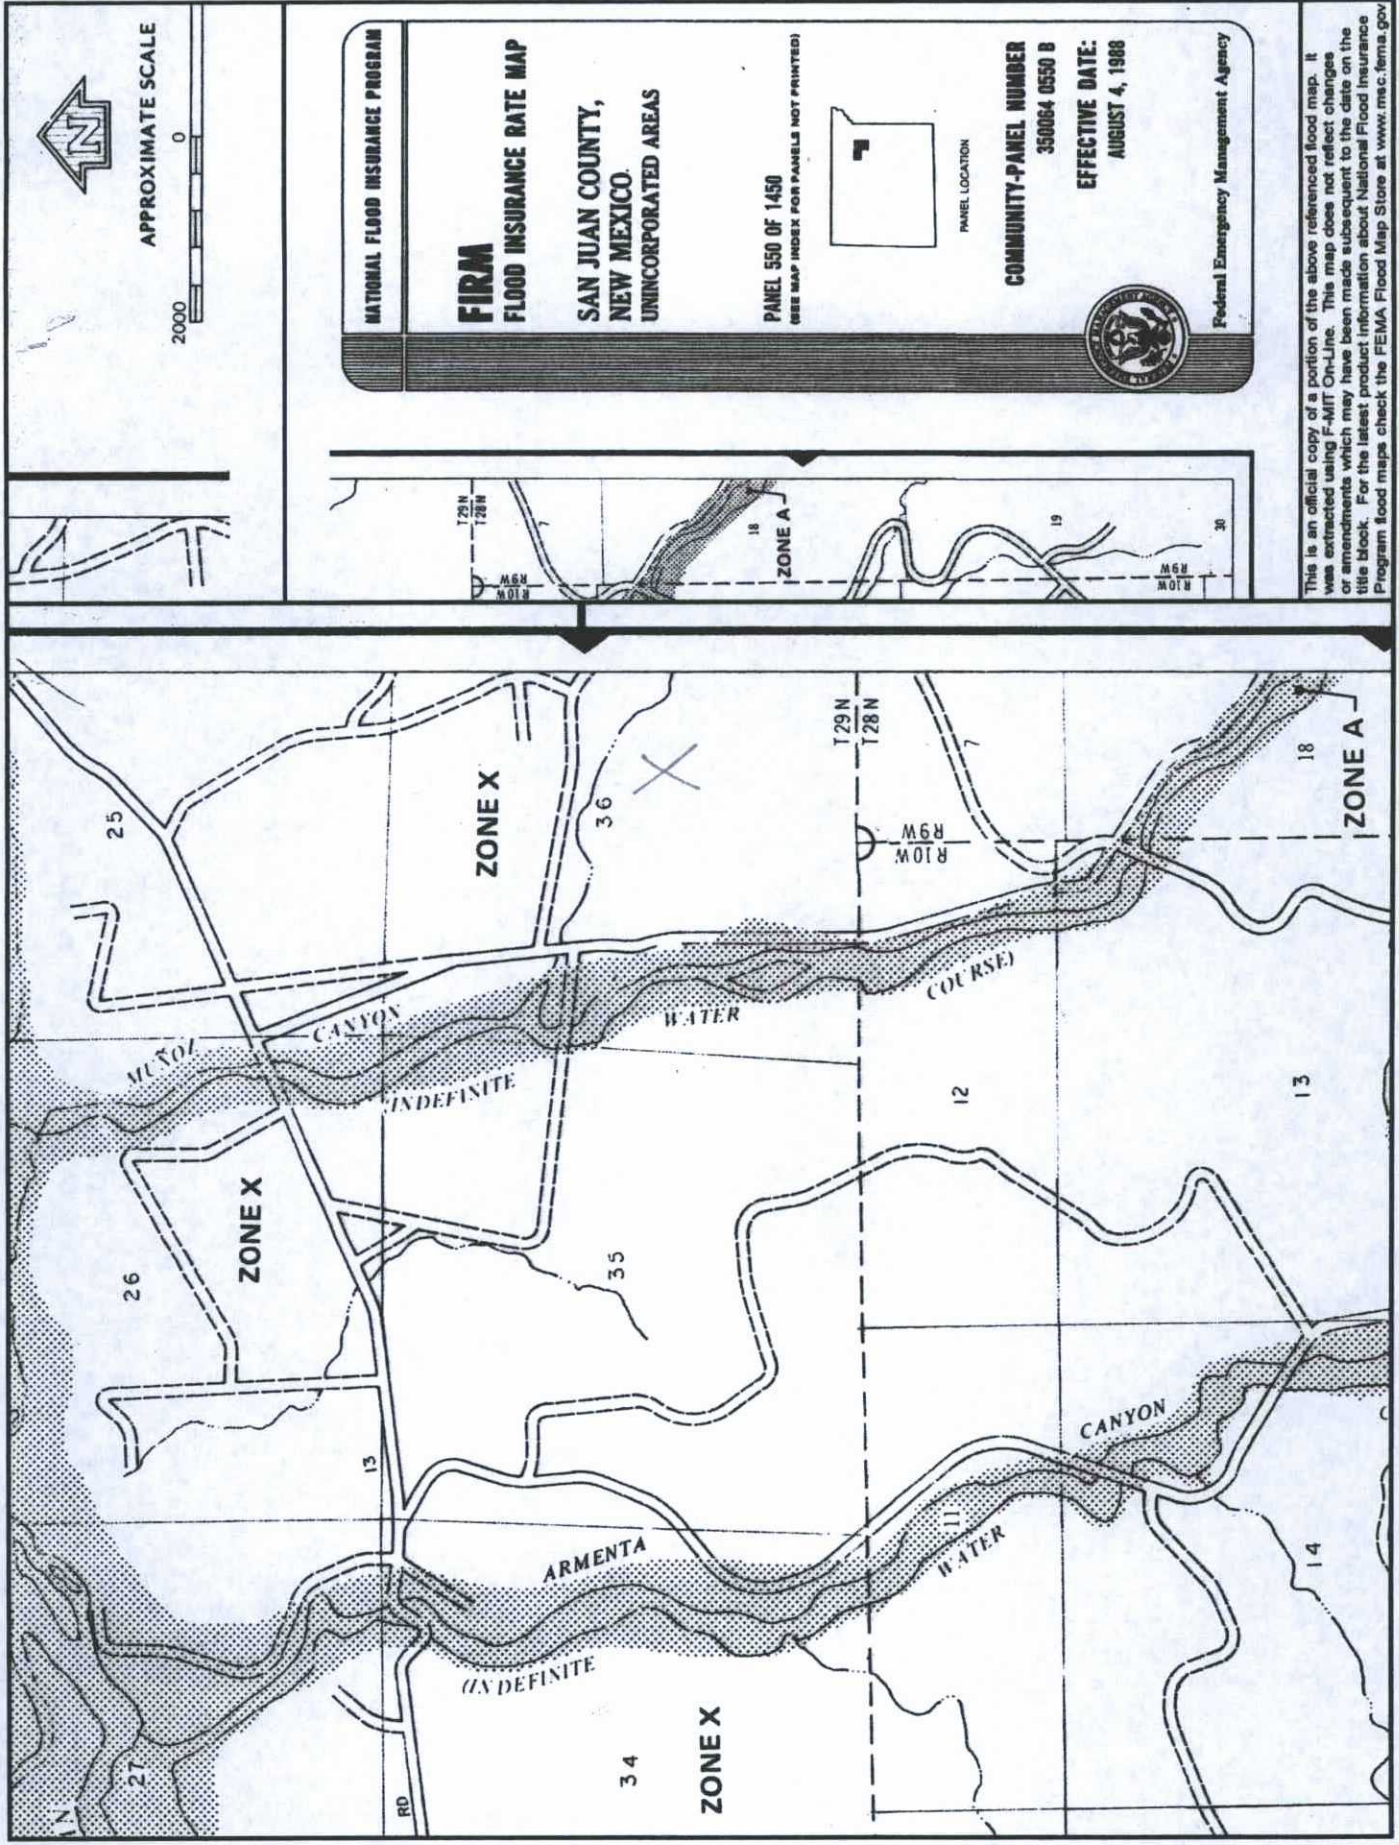 APPROXIMATE SCALE
2000 0
N
NATIONAL FLOOD INSURANCE PROGRAM
FIRM
FLOOD INSURANCE RATE MAP
SAN JUAN COUNTY,
NEW MEXICO
UNINCORPORATED AREAS
PANEL 550 OF 1450
(SEE MAP INDEX FOR PANELS NOT PRINTED)
PANEL LOCATION
COMMUNITY-PANEL NUMBER
350064 0550 B
EFFECTIVE DATE:
AUGUST 4, 1988
Federal Emergency Management Agency
This is an official copy of a portion of the above referenced flood map. It
was extracted using F-MIT On-Line. This map does not reflect changes
or amendments which may have been made subsequent to the date on the
title block. For the latest product information about National Flood Insurance
Program flood maps check the FEMA Flood Map Store at www.msc.fema.gov
T29N
T28N
R10W
R9W
7
18
ZONE A
19
R10W
R9W
30
25
ZONE X
36
T29N
T28N
R10W
R9W
7
18
ZONE A
MUÑOZ
CANYON
INDEFINITE
WATER
COURSE)
26
ZONE X
35
12
13
13
ARMENTA
(INDEFINITE
WATER
CANYON
11
14
27
RD
34
ZONE X